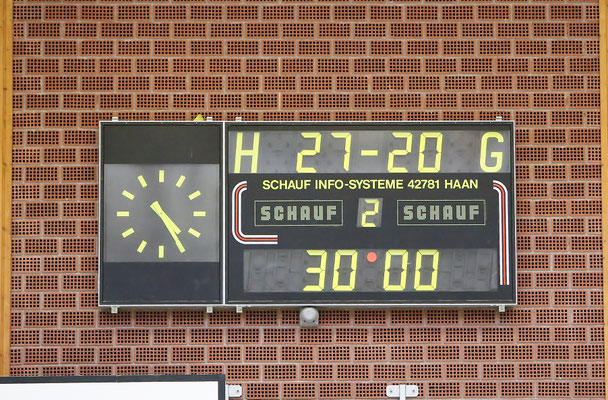 H 27-20 G
SCHAUF INFO-SYSTEME 42781 HAAN
SCHAUF 2 SCHAUF
30:00